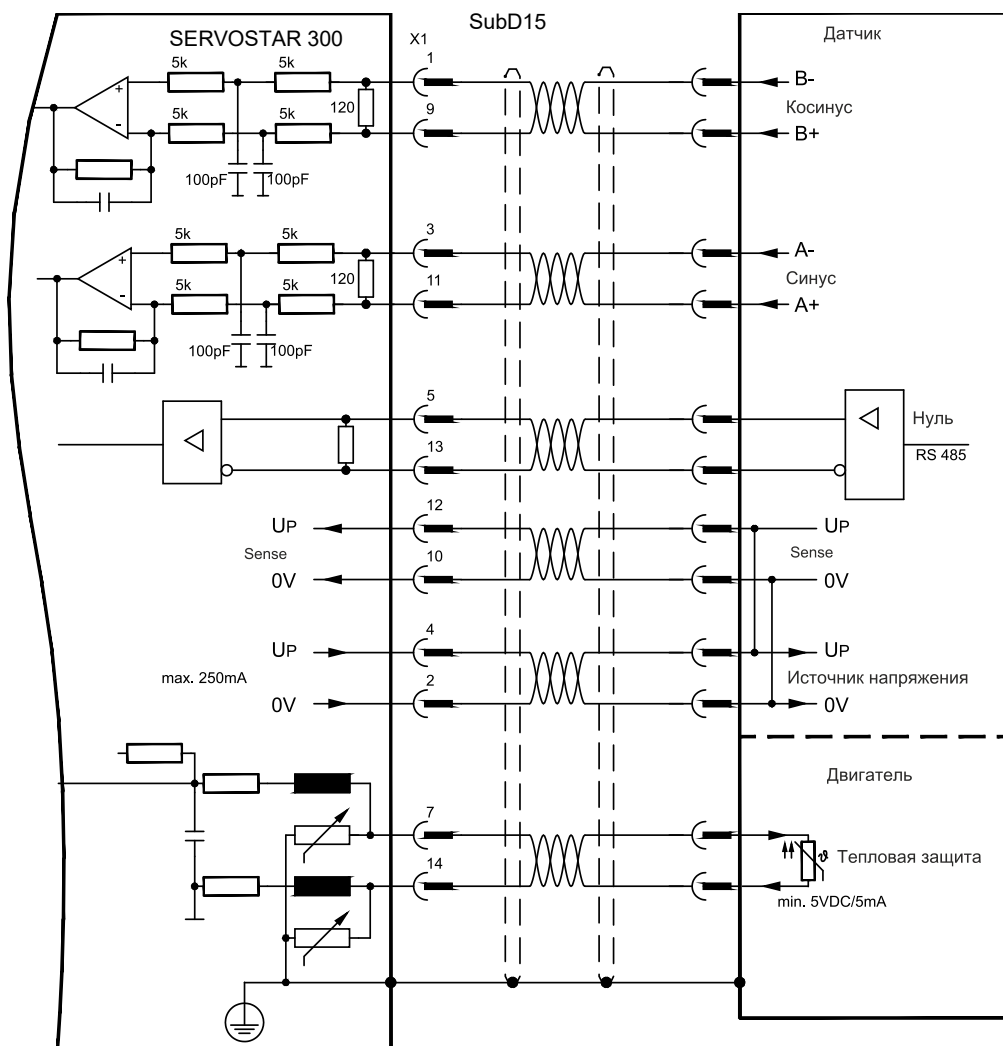 SubD15
SERVOSTAR 300
X1
Датчик
5k
5k
1
B-
+
120
9
Косинус
5k
5k
-
B+
100pF
100pF
5k
5k
3
A-
+
120
11
Синус
5k
5k
-
A+
100pF
100pF
5
Нуль
13
RS 485
UP
12
UP
Sense
10
Sense
0V
0V
UP
4
UP
max. 250mA
2
Источник напряжения
0V
0V
Двигатель
7
ϑ
Тепловая защита
14
min. 5VDC/5mA